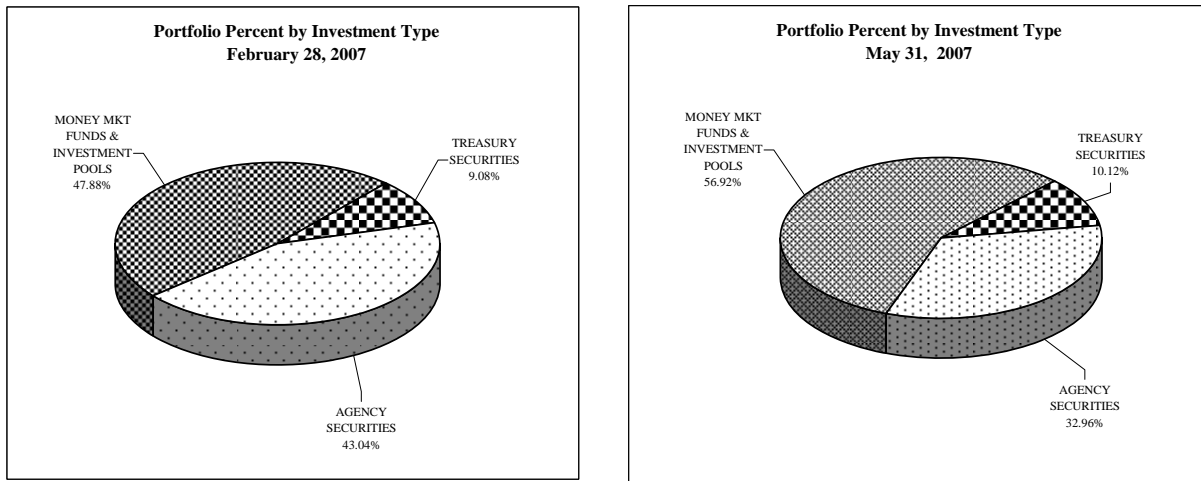 Portfolio Percent by Investment Type
February 28, 2007
MONEY MKT
FUNDS &
INVESTMENT
POOLS
47.88%
TREASURY
SECURITIES
9.08%
AGENCY
SECURITIES
43.04%
Portfolio Percent by Investment Type
May 31, 2007
MONEY MKT
FUNDS &
INVESTMENT
POOLS
56.92%
TREASURY
SECURITIES
10.12%
AGENCY
SECURITIES
32.96%